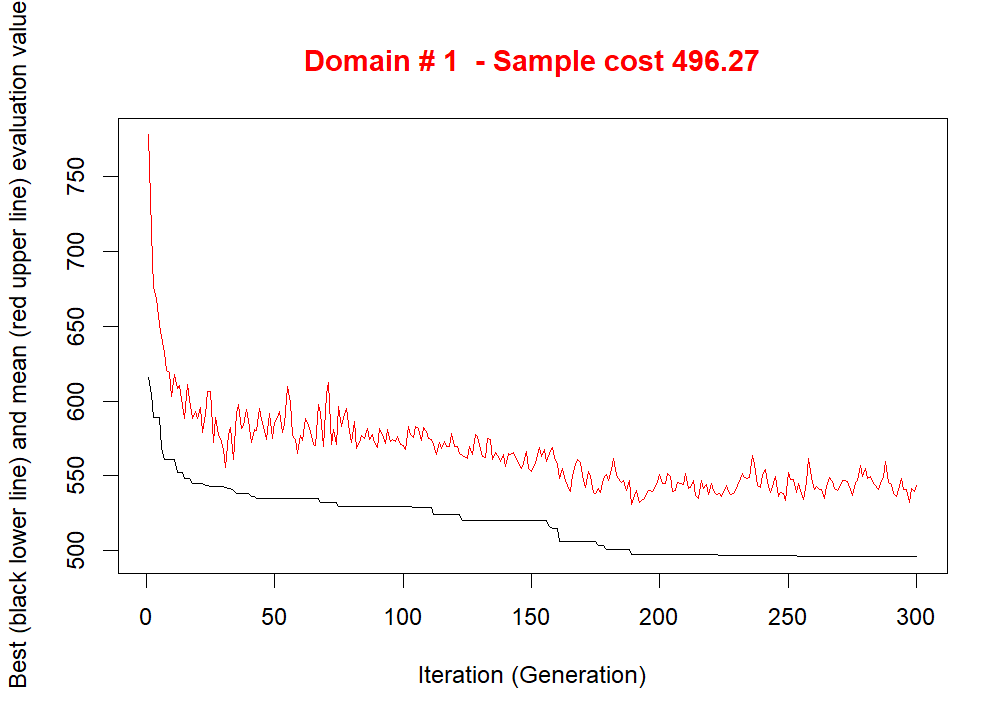 Domain # 1  - Sample cost 496.27
Best (black lower line) and mean (red upper line) evaluation value
750
700
650
600
550
500
0 50 100 150 200 250 300
Iteration (Generation)